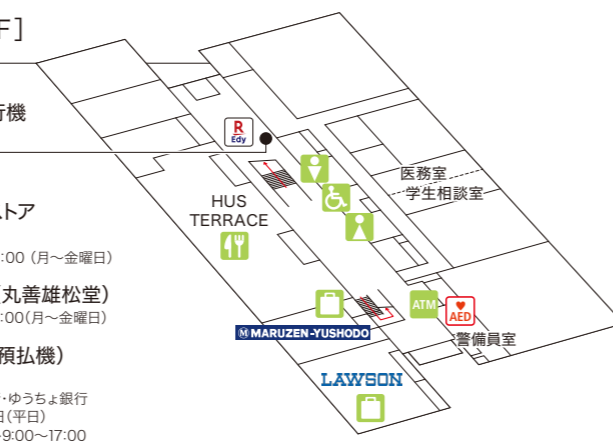 F]
行機
ストア
:00 (月～金曜日)
(丸善雄松堂)
:00(月～金曜日)
預払機)
・ゆうちょ銀行
日(平日)
9:00～17:00
R
Edy
HUS
TERRACE
医務室
学生相談室
ATM
AED
警備員室
M MARUZEN-YUSHODO
LAWSON